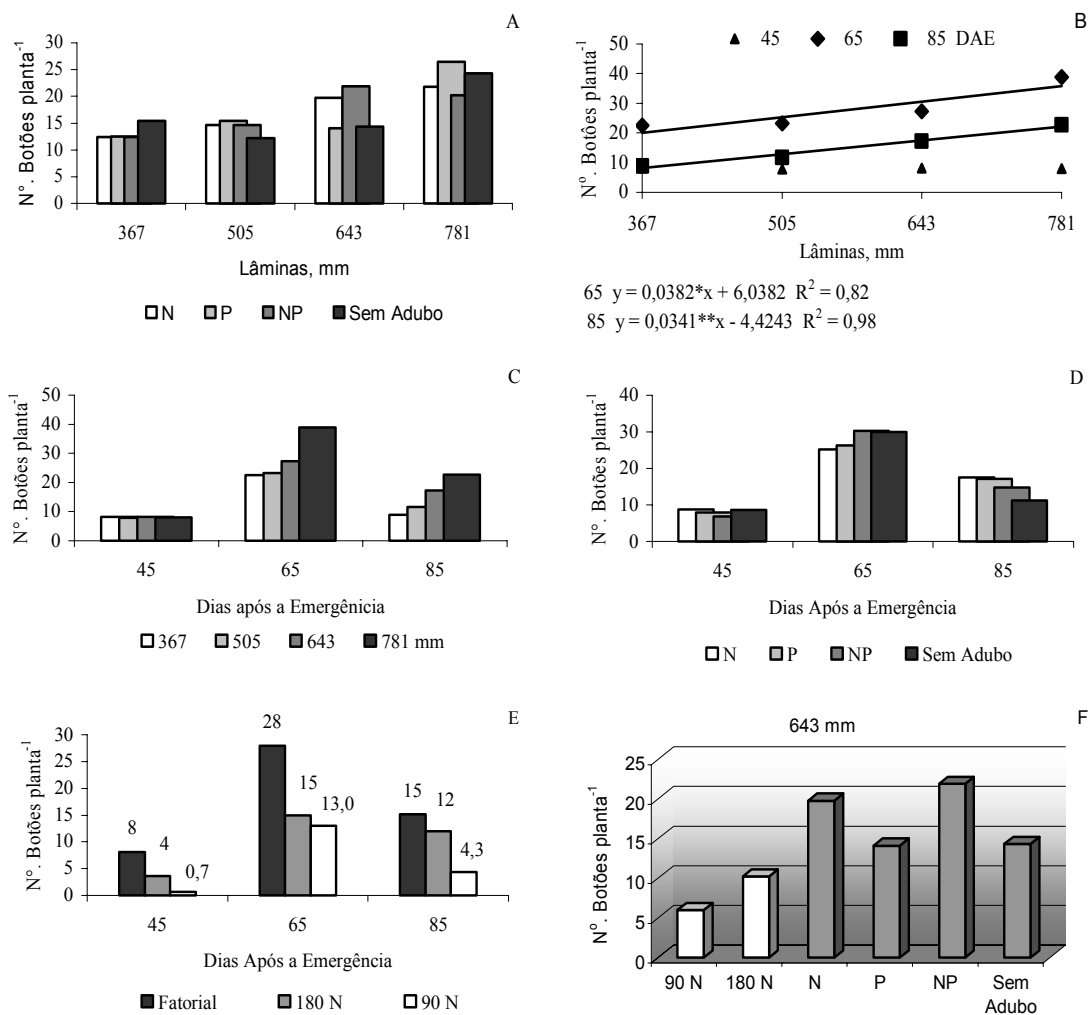 A
N°. Botões planta-1
30
25
20
15
10
5
0
367 505 643 781
Lâminas, mm
N P NP Sem Adubo
B
45 65 85 DAE
Nº. Botões planta-1
50
40
30
20
10
0
367 505 643 781
Lâminas, mm
65 y = 0,0382*x + 6,0382 R2 = 0,82
85 y = 0,0341**x - 4,4243 R2 = 0,98
C
N°. Botões planta-1
50
40
30
20
10
0
45 65 85
Dias após a Emergênicia
367 505 643 781 mm
D
N°. Botões planta-1
40
30
20
10
0
45 65 85
Dias Após a Emergência
N P NP Sem Adubo
E
N°. Botões planta-1
30
25
20
15
10
5
0
8 4 0,7
28 15 13,0
15 12 4,3
45 65 85
Dias Após a Emergência
Fatorial 180 N 90 N
F
643 mm
N°. Botões planta-1
25
20
15
10
5
0
90 N 180 N N P NP Sem
Adubo